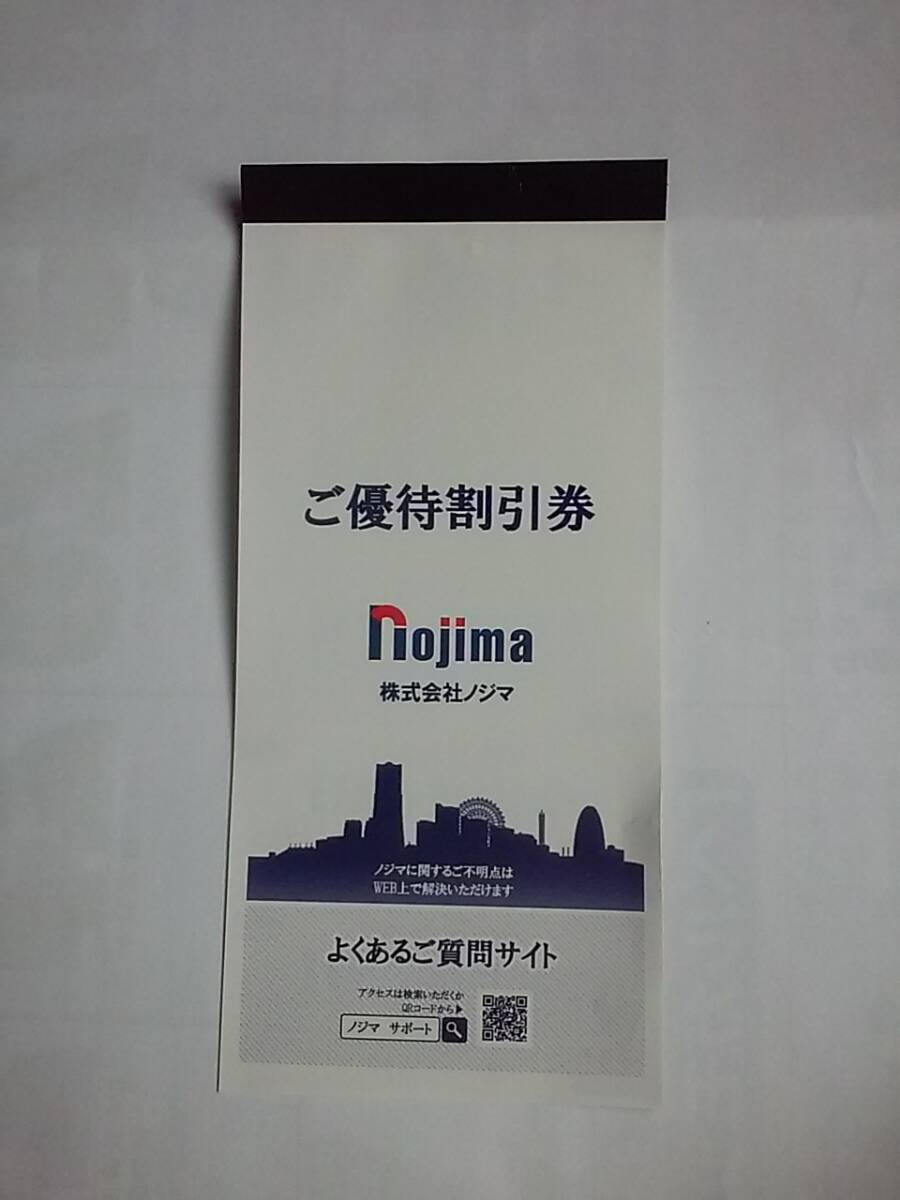 ご優待割引券
nojima
株式会社ノジマ
ノジマに関するご不明点は
WEB上で解決いただけます
よくあるご質問サイト
アクセスは検索いただくか
QRコードから▶
ノジマ サポート